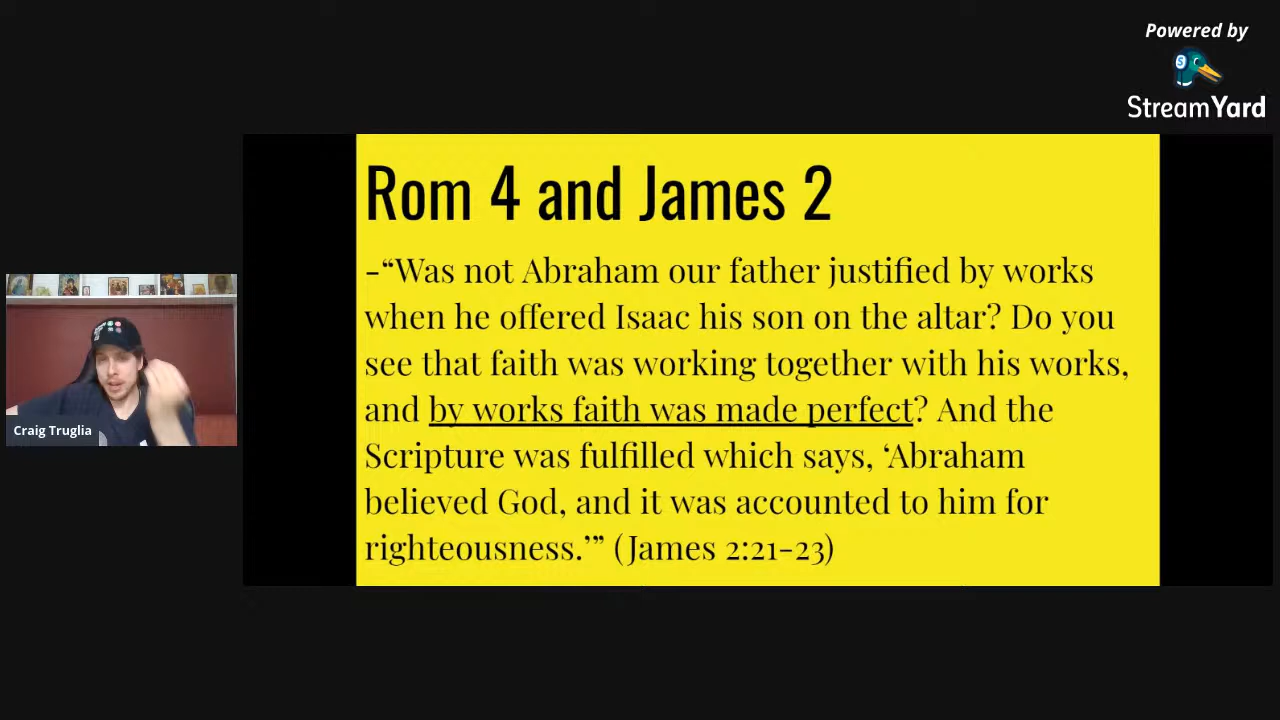 Powered by
StreamYard
Rom 4 and James 2
-“Was not Abraham our father justified by works
when he offered Isaac his son on the altar? Do you
see that faith was working together with his works,
and by works faith was made perfect? And the
Scripture was fulfilled which says, ‘Abraham
believed God, and it was accounted to him for
righteousness.’” (James 2:21-23)
Craig Truglia